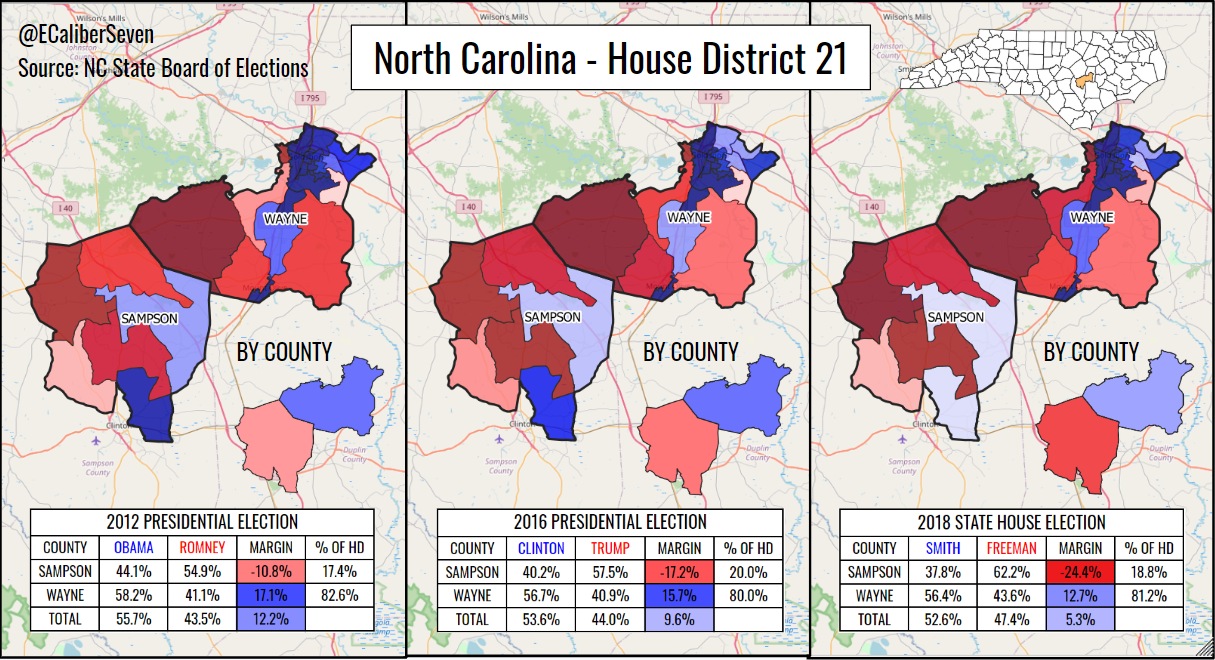 @ECaliberSeven
Source: NC State Board of Elections
North Carolina - House District 21
Wilson's Mills
Johnston County
I 795
I 40
WAYNE
SAMPSON
BY COUNTY
Clinton
Sampson County
Duplin County
2012 PRESIDENTIAL ELECTION
COUNTY OBAMA ROMNEY MARGIN % OF HD
SAMPSON 44.1% 54.9% -10.8% 17.4%
WAYNE 58.2% 41.1% 17.1% 82.6%
TOTAL 55.7% 43.5% 12.2%
Wilson's Mills
I 795
I 40
WAYNE
SAMPSON
BY COUNTY
Clinton
Sampson County
Duplin County
2016 PRESIDENTIAL ELECTION
COUNTY CLINTON TRUMP MARGIN % OF HD
SAMPSON 40.2% 57.5% -17.2% 20.0%
WAYNE 56.7% 40.9% 15.7% 80.0%
TOTAL 53.6% 44.0% 9.6%
Wilson's Mills
Johnston County
I 40
WAYNE
SAMPSON
BY COUNTY
Clinton
Sampson County
Duplin County
2018 STATE HOUSE ELECTION
COUNTY SMITH FREEMAN MARGIN % OF HD
SAMPSON 37.8% 62.2% -24.4% 18.8%
WAYNE 56.4% 43.6% 12.7% 81.2%
TOTAL 52.6% 47.4% 5.3%